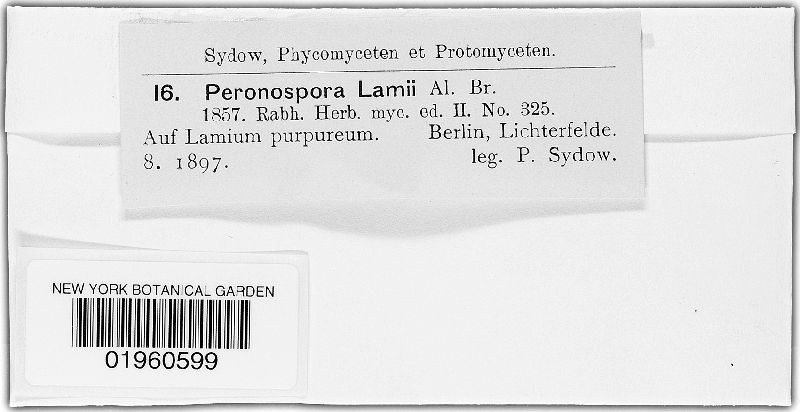 Sydow, Phycomyceten et Protomyceten.
16. Peronospora Lamii Al. Br.
1857. Rabh. Herb. myc. ed. II. No. 325.
Auf Lamium purpureum. Berlin, Lichterfelde.
8. 1897. leg. P. Sydow.
NEW YORK BOTANICAL GARDEN
01960599